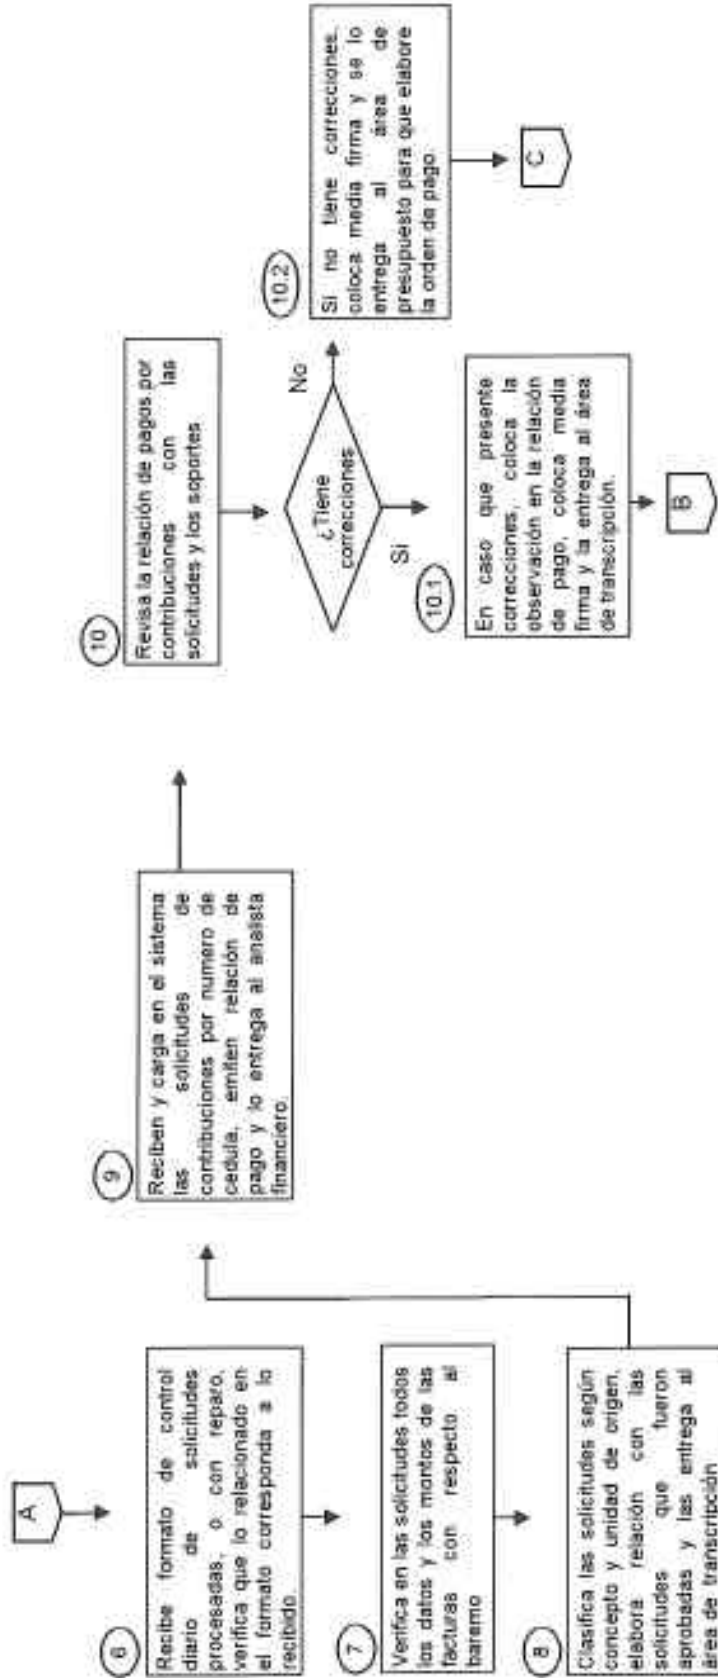 A
6
Recibe formato de control
diario de solicitudes
procesadas, o con reparo,
verifica que lo relacionado en
el formato corresponda a lo
recibido.
7
Verifica en las solicitudes todos
los datos y los montos de las
facturas con respecto al
baremo
8
Clasifica las solicitudes según
concepto y unidad de origen,
elabora relación con las
solicitudes que fueron
aprobadas y las entrega al
área de transcripción
9
Reciben y carga en el sistema
las solicitudes de
contribuciones por numero de
cedula, emiten relación de
pago y lo entrega al analista
financiero.
10
Revisa la relación de pagos por
contribuciones con las
solicitudes y los soportes
¿Tiene
correcciones
No
Si
10.1
En caso que presente
correcciones, coloca la
observación en la relación
de pago, coloca media
firma y la entrega al área
de transcripción.
B
10.2
Si no tiene correcciones,
coloca media firma y se lo
entrega al área de
presupuesto para que elabore
la orden de pago.
C